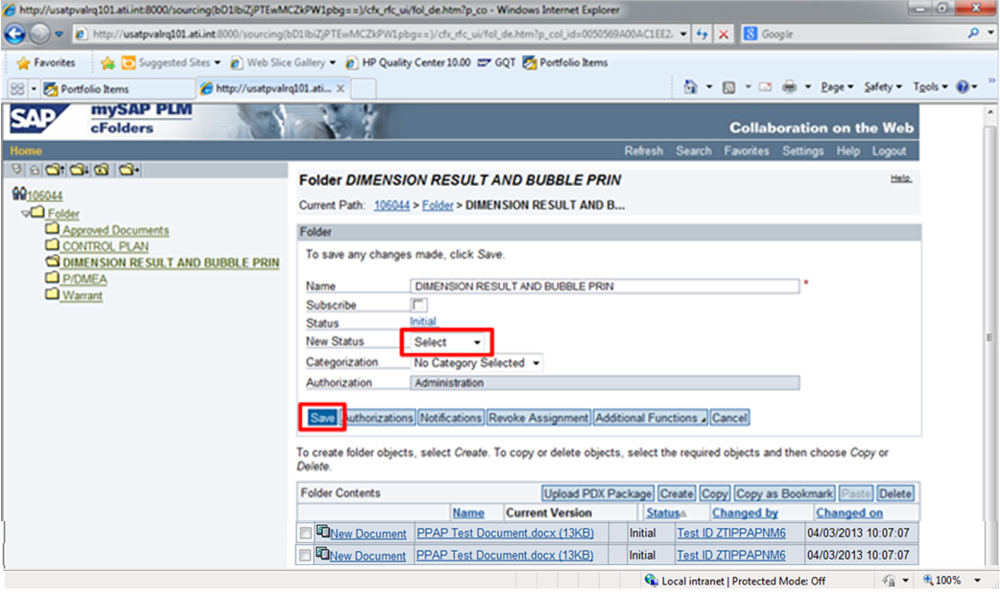 http://usatpvalrq101.ati.int:8000/sourcing(bD1lbiZjPTEwMCZkPW1pbg==)/cfx_rfc_ui/fol_de.htm?p_co - Windows Internet Explorer
http://usatpvalrq101.ati.int:8000/sourcing(bD1lbiZjPTEwMCZkPW1pbg==)/cfx_rfc_ui/fol_de.htm?p_col_id=0050569A00AC1EE2 Google
Favorites Suggested Sites Web Slice Gallery HP Quality Center 10.00 GQT Portfolio Items
Portfolio Items http://usatpvalrq101.ati... Page Safety Tools
SAP mySAP PLM
cFolders
Collaboration on the Web
Home Refresh Search Favorites Settings Help Logout
106044
Folder
Approved Documents
CONTROL PLAN
DIMENSION RESULT AND BUBBLE PRIN
P/DMEA
Warrant
Folder DIMENSION RESULT AND BUBBLE PRIN Help
Current Path: 106044 > Folder > DIMENSION RESULT AND B...
Folder
To save any changes made, click Save.
Name DIMENSION RESULT AND BUBBLE PRIN *
Subscribe
Status Initial
New Status Select
Categorization No Category Selected
Authorization Administration
Save Authorizations Notifications Revoke Assignment Additional Functions Cancel
To create folder objects, select Create. To copy or delete objects, select the required objects and then choose Copy or
Delete.
Folder Contents Upload PDX Package Create Copy Copy as Bookmark Paste Delete
Name Current Version Status Changed by Changed on
New Document PPAP Test Document.docx (13KB) Initial Test ID ZTIPPAPNM6 04/03/2013 10:07:07
New Document PPAP Test Document.docx (13KB) Initial Test ID ZTIPPAPNM6 04/03/2013 10:07:07
Local intranet | Protected Mode: Off 100%